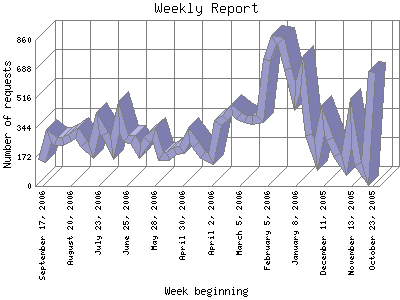 Weekly Report
Number of requests
860
688
516
344
172
0
September 17, 2006
August 20, 2006
July 23, 2006
June 25, 2006
May 28, 2006
April 30, 2006
April 2, 2006
March 5, 2006
February 5, 2006
January 8, 2006
December 11, 2005
November 13, 2005
October 23, 2005
Week beginning